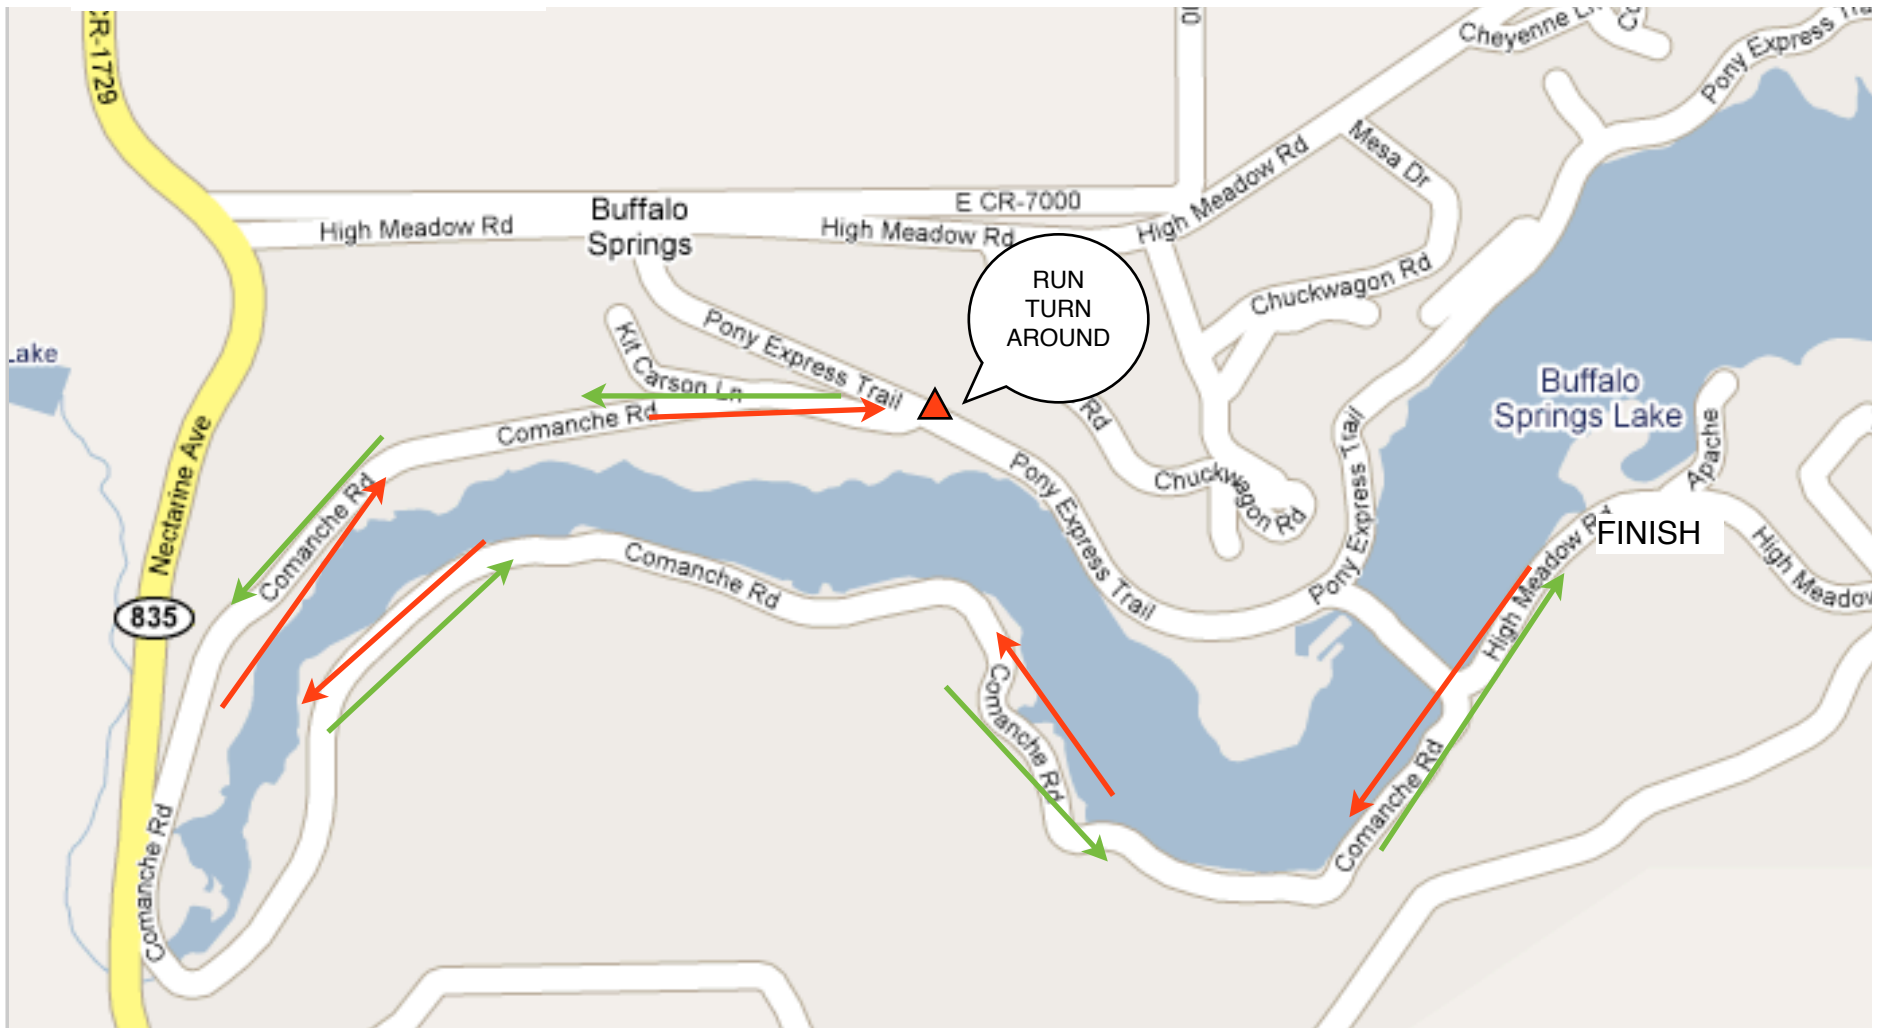 CR-1729
Cheyenne Ln
Pony Express Trail
Mesa Dr
High Meadow Rd
E CR-7000
Buffalo
Springs
High Meadow Rd
High Meadow Rd
RUN
TURN
AROUND
Chuckwagon Rd
Pony Express Trail
Kit Carson Ln
Lake
Buffalo
Springs Lake
Comanche Rd
Rd
Apache
Pony Express Trail
Nectarine Ave
Comanche Rd
Pony Express Trail
Chuckwagon Rd
High Meadow Rd
FINISH
High Meadow
Comanche Rd
835
Comanche Rd
Comanche Rd
Comanche Rd